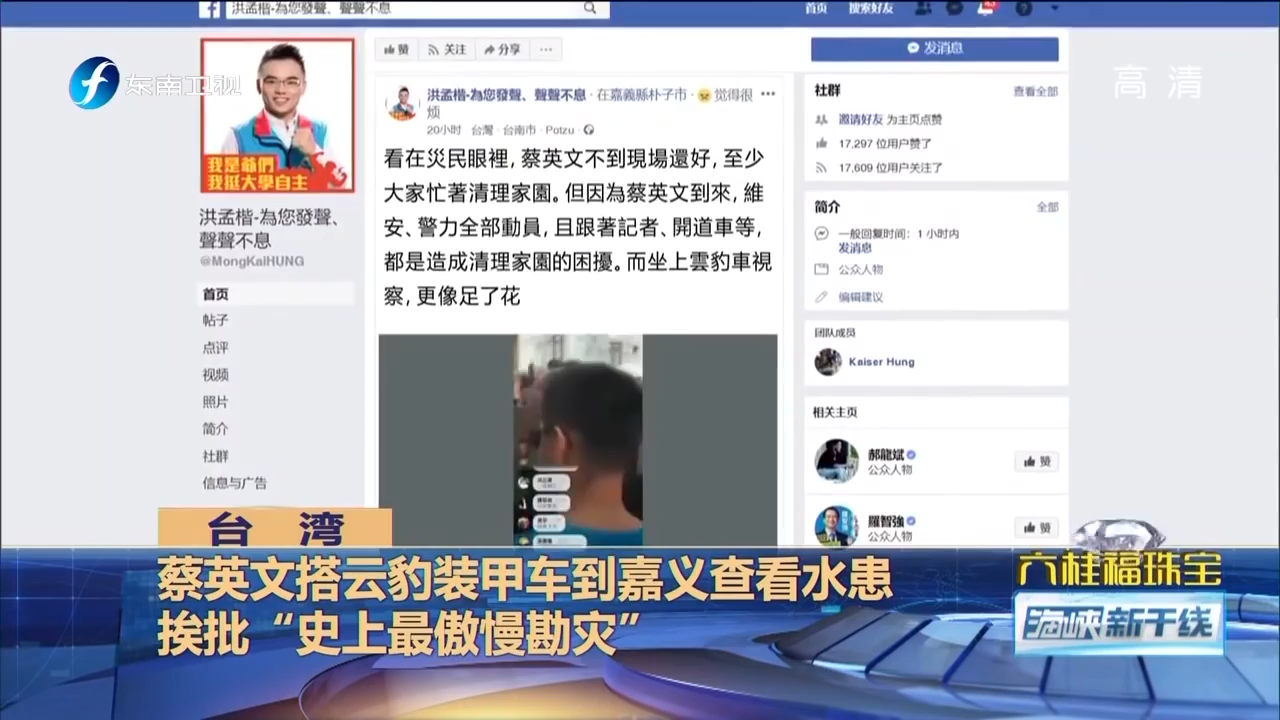 洪孟楷-為您發聲、聲聲不息
首页 搜索好友
43
东南卫视
高清
我是爺們
我挺大學自主
洪孟楷-為您發聲、
聲聲不息
@MongKaiHUNG
首页
帖子
点评
视频
照片
简介
社群
信息与广告
赞 关注 分享 ···
洪孟楷-為您發聲、聲聲不息 · 在嘉義縣朴子市 · 觉得很 •••
烦
20小时 · 台灣 · 台南市 · Potzu ·
看在災民眼裡, 蔡英文不到現場還好, 至少
大家忙著清理家園。但因為蔡英文到來, 維
安、警力全部動員, 且跟著記者、開道車等,
都是造成清理家園的困擾。而坐上雲豹車視
察, 更像足了花
发消息
社群 查看全部
邀请好友 为主页点赞
17,297 位用户赞了
17,609 位用户关注了
简介 全部
一般回复时间：1 小时内
发消息
公众人物
编辑建议
团队成员
Kaiser Hung
相关主页
郝龍斌
公众人物
赞
羅智強
公众人物
赞
台 湾
蔡英文搭云豹装甲车到嘉义查看水患
挨批“史上最傲慢勘灾”
六桂福珠宝
海峡新干线